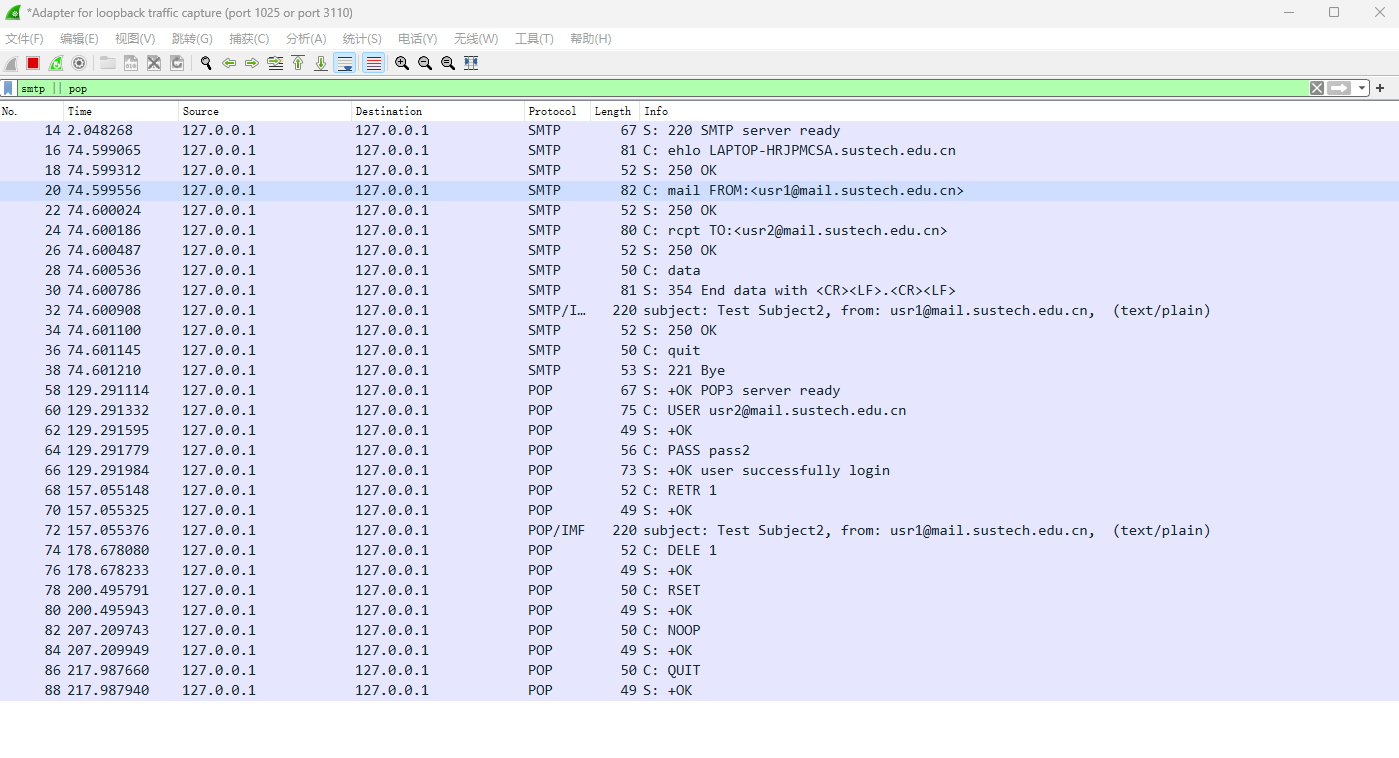 *Adapter for loopback traffic capture (port 1025 or port 3110)
文件(F) 编辑(E) 视图(V) 跳转(G) 捕获(C) 分析(A) 统计(S) 电话(Y) 无线(W) 工具(T) 帮助(H)
smtp || pop
No. Time Source Destination Protocol Length Info
14 2.048268 127.0.0.1 127.0.0.1 SMTP 67 S: 220 SMTP server ready
16 74.599065 127.0.0.1 127.0.0.1 SMTP 81 C: ehlo LAPTOP-HRJPMCSA.sustech.edu.cn
18 74.599312 127.0.0.1 127.0.0.1 SMTP 52 S: 250 OK
20 74.599556 127.0.0.1 127.0.0.1 SMTP 82 C: mail FROM:<usr1@mail.sustech.edu.cn>
22 74.600024 127.0.0.1 127.0.0.1 SMTP 52 S: 250 OK
24 74.600186 127.0.0.1 127.0.0.1 SMTP 80 C: rcpt TO:<usr2@mail.sustech.edu.cn>
26 74.600487 127.0.0.1 127.0.0.1 SMTP 52 S: 250 OK
28 74.600536 127.0.0.1 127.0.0.1 SMTP 50 C: data
30 74.600786 127.0.0.1 127.0.0.1 SMTP 81 S: 354 End data with <CR><LF>.<CR><LF>
32 74.600908 127.0.0.1 127.0.0.1 SMTP/I… 220 subject: Test Subject2, from: usr1@mail.sustech.edu.cn, (text/plain)
34 74.601100 127.0.0.1 127.0.0.1 SMTP 52 S: 250 OK
36 74.601145 127.0.0.1 127.0.0.1 SMTP 50 C: quit
38 74.601210 127.0.0.1 127.0.0.1 SMTP 53 S: 221 Bye
58 129.291114 127.0.0.1 127.0.0.1 POP 67 S: +OK POP3 server ready
60 129.291332 127.0.0.1 127.0.0.1 POP 75 C: USER usr2@mail.sustech.edu.cn
62 129.291595 127.0.0.1 127.0.0.1 POP 49 S: +OK
64 129.291779 127.0.0.1 127.0.0.1 POP 56 C: PASS pass2
66 129.291984 127.0.0.1 127.0.0.1 POP 73 S: +OK user successfully login
68 157.055148 127.0.0.1 127.0.0.1 POP 52 C: RETR 1
70 157.055325 127.0.0.1 127.0.0.1 POP 49 S: +OK
72 157.055376 127.0.0.1 127.0.0.1 POP/IMF 220 subject: Test Subject2, from: usr1@mail.sustech.edu.cn, (text/plain)
74 178.678080 127.0.0.1 127.0.0.1 POP 52 C: DELE 1
76 178.678233 127.0.0.1 127.0.0.1 POP 49 S: +OK
78 200.495791 127.0.0.1 127.0.0.1 POP 50 C: RSET
80 200.495943 127.0.0.1 127.0.0.1 POP 49 S: +OK
82 207.209743 127.0.0.1 127.0.0.1 POP 50 C: NOOP
84 207.209949 127.0.0.1 127.0.0.1 POP 49 S: +OK
86 217.987660 127.0.0.1 127.0.0.1 POP 50 C: QUIT
88 217.987940 127.0.0.1 127.0.0.1 POP 49 S: +OK